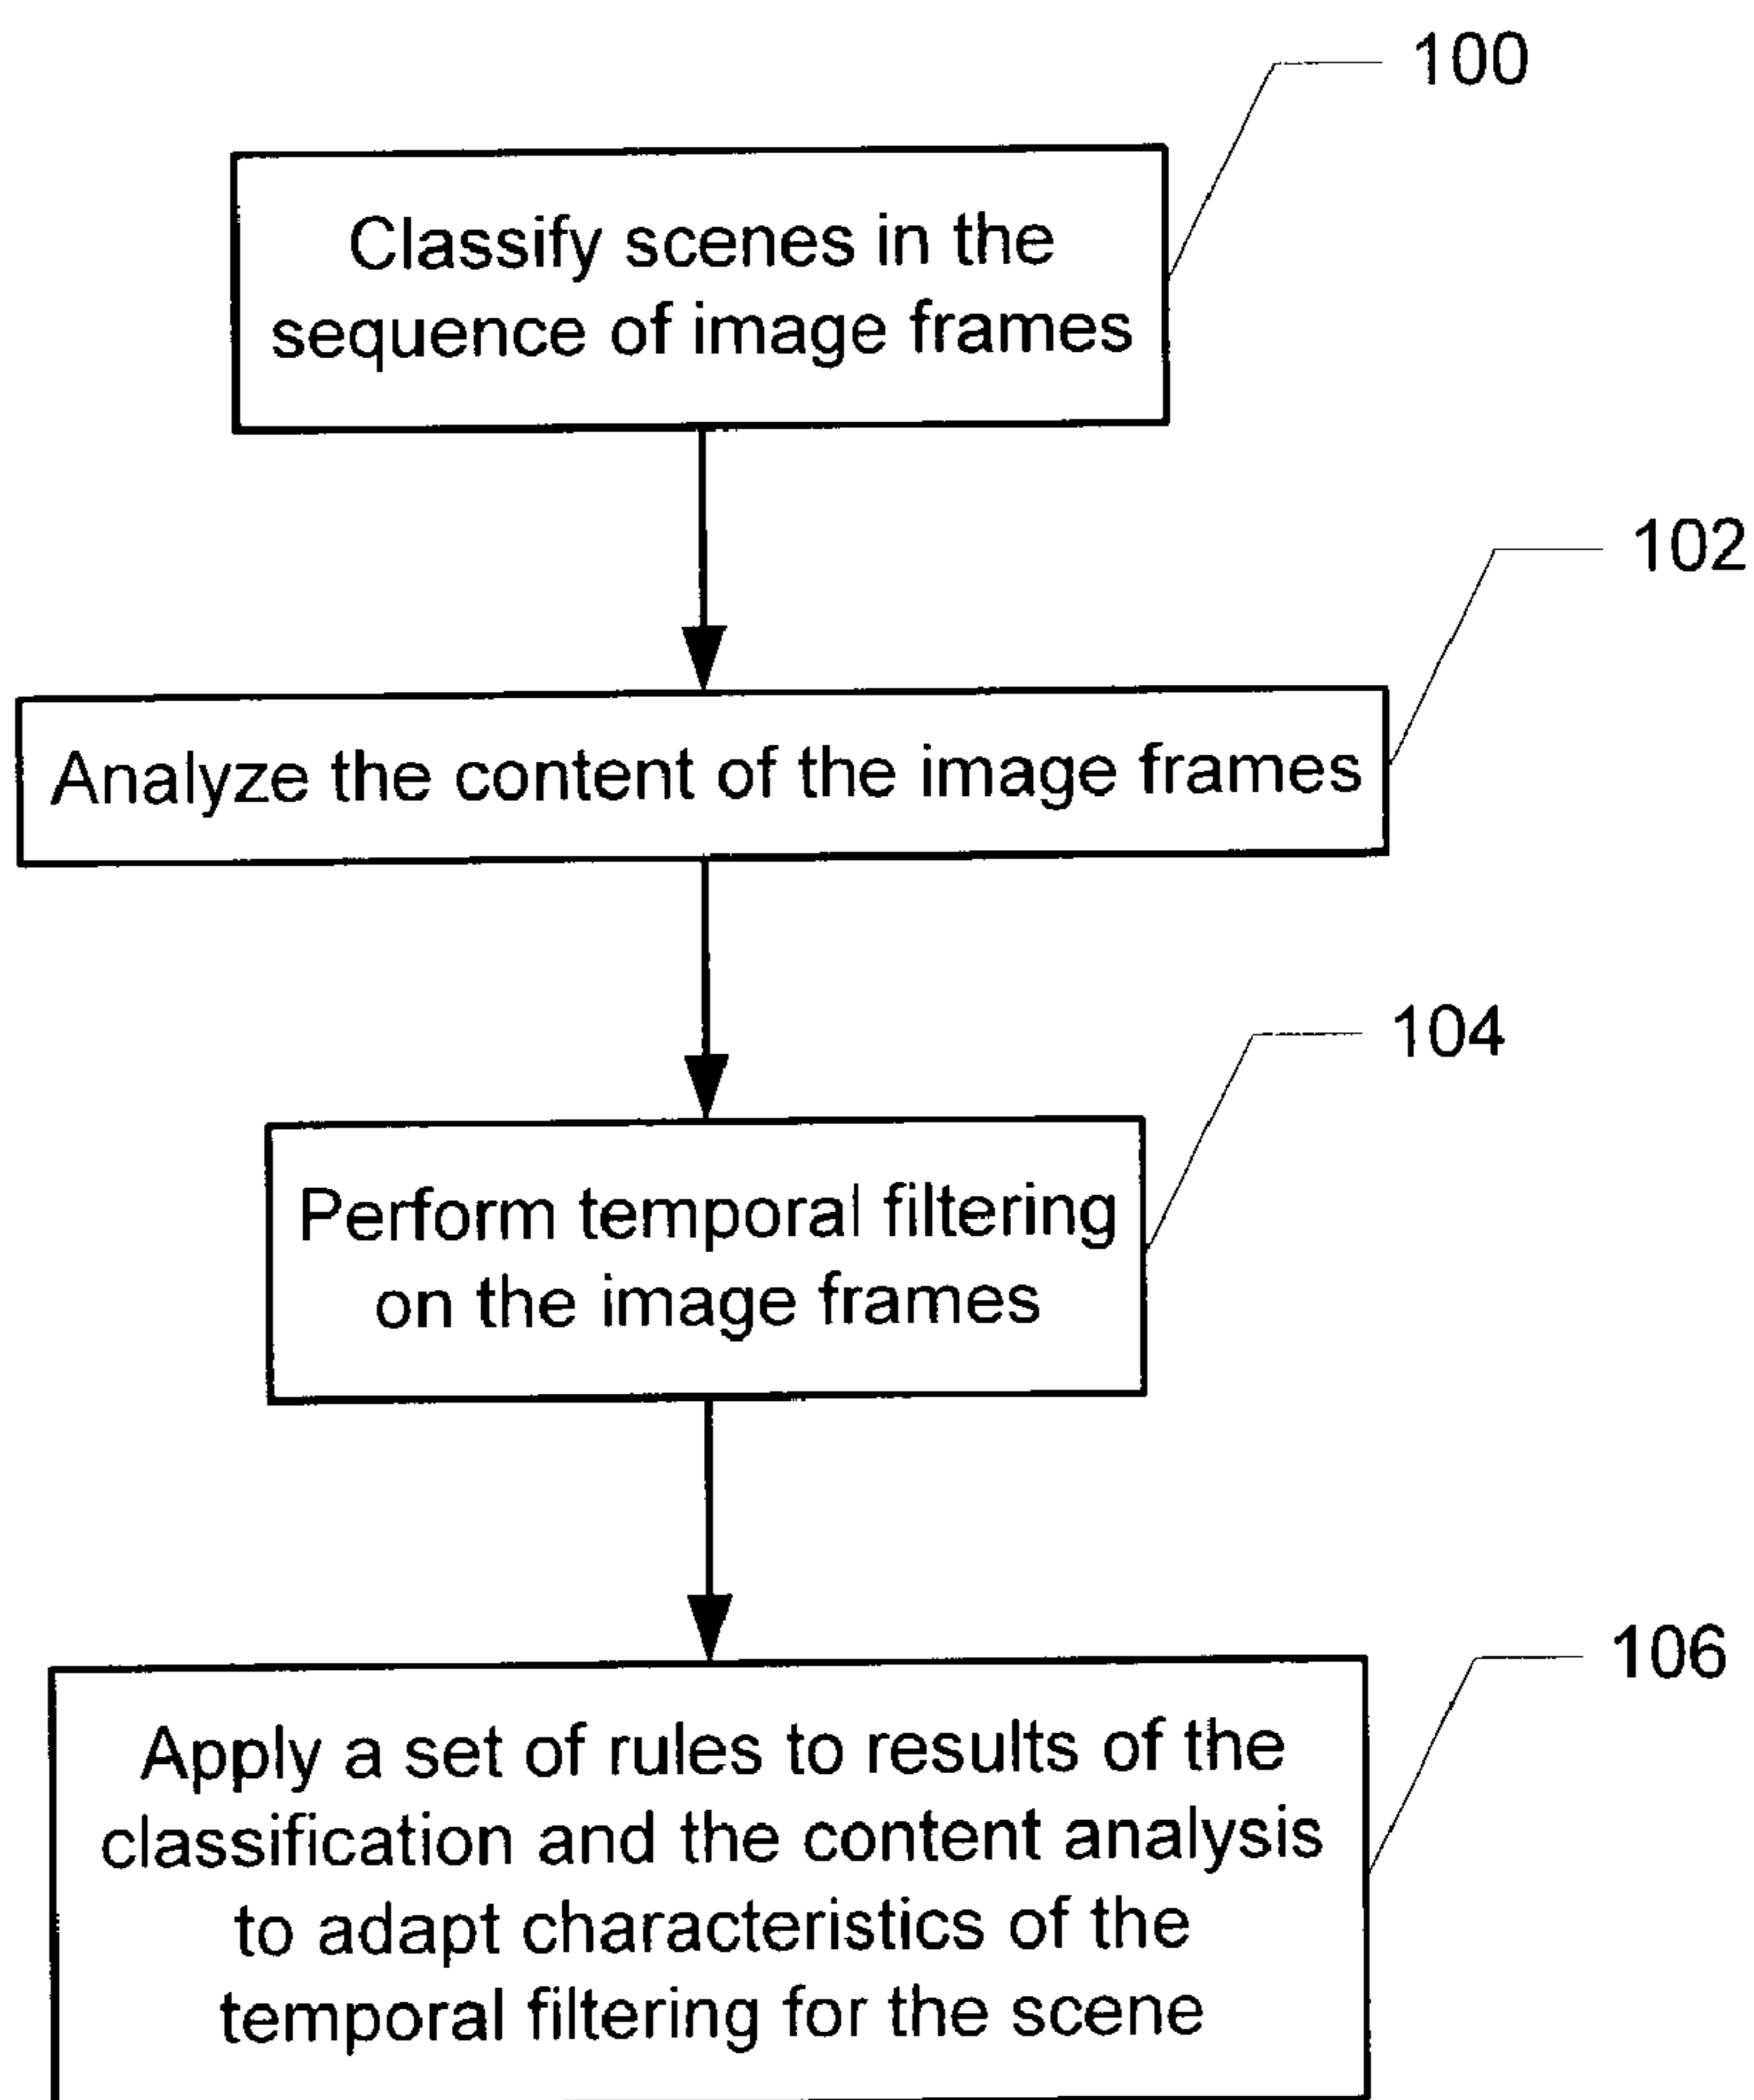 100
Classify scenes in the
sequence of image frames
102
Analyze the content of the image frames
104
Perform temporal filtering
on the image frames
106
Apply a set of rules to results of the
classification and the content analysis
to adapt characteristics of the
temporal filtering for the scene